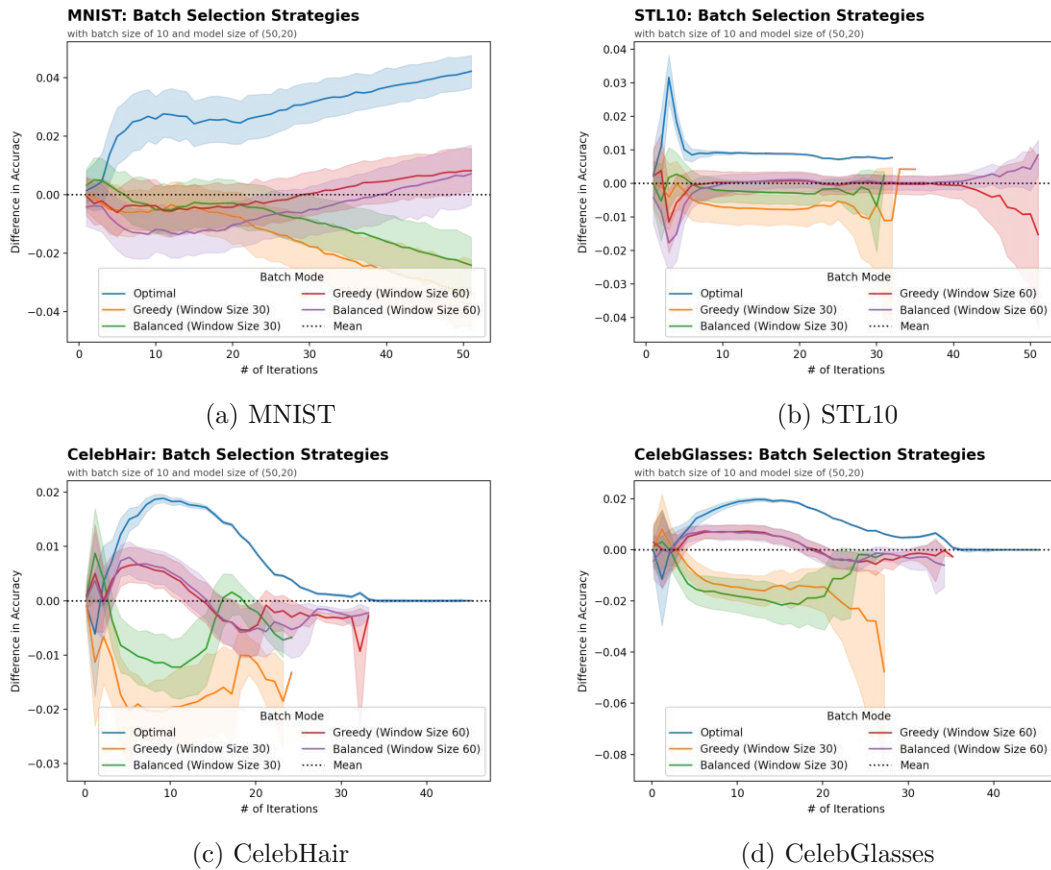 MNIST: Batch Selection Strategies
with batch size of 10 and model size of (50,20)
Difference in Accuracy
0.04
0.02
0.00
−0.02
−0.04
Batch Mode
Optimal
Greedy (Window Size 30)
Balanced (Window Size 30)
Greedy (Window Size 60)
Balanced (Window Size 60)
Mean
0 10 20 30 40 50
# of Iterations
(a) MNIST
STL10: Batch Selection Strategies
with batch size of 10 and model size of (50,20)
Difference in Accuracy
0.04
0.03
0.02
0.01
0.00
−0.01
−0.02
−0.03
−0.04
Batch Mode
Optimal
Greedy (Window Size 30)
Balanced (Window Size 30)
Greedy (Window Size 60)
Balanced (Window Size 60)
Mean
0 10 20 30 40 50
# of Iterations
(b) STL10
CelebHair: Batch Selection Strategies
with batch size of 10 and model size of (50,20)
Difference in Accuracy
0.02
0.01
0.00
−0.01
−0.02
−0.03
Batch Mode
Optimal
Greedy (Window Size 30)
Balanced (Window Size 30)
Greedy (Window Size 60)
Balanced (Window Size 60)
Mean
0 10 20 30 40
# of Iterations
(c) CelebHair
CelebGlasses: Batch Selection Strategies
with batch size of 10 and model size of (50,20)
Difference in Accuracy
0.02
0.00
−0.02
−0.04
−0.06
−0.08
Batch Mode
Optimal
Greedy (Window Size 30)
Balanced (Window Size 30)
Greedy (Window Size 60)
Balanced (Window Size 60)
Mean
0 10 20 30 40
# of Iterations
(d) CelebGlasses